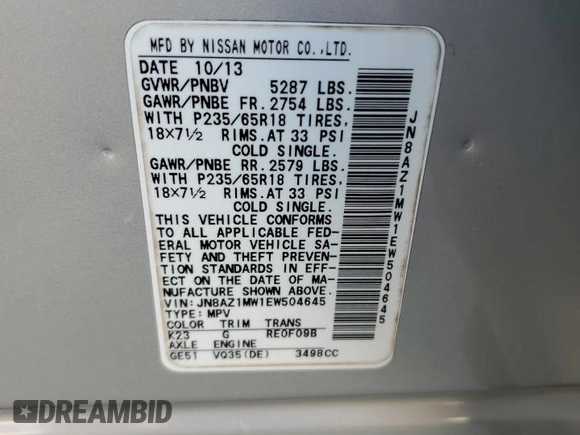 MFD BY NISSAN MOTOR CO.,LTD.
DATE 10/13
GVWR/PNBV 5287 LBS.
GAWR/PNBE FR. 2754 LBS.
WITH P235/65R18 TIRES,
18×7½ RIMS. AT 33 PSI
COLD SINGLE.
GAWR/PNBE RR. 2579 LBS.
WITH P235/65R18 TIRES,
18×7½ RIMS. AT 33 PSI
COLD SINGLE.
THIS VEHICLE CONFORMS
TO ALL APPLICABLE FED-
ERAL MOTOR VEHICLE SA-
FETY AND THEFT PREVEN-
TION STANDARDS IN EFF-
ECT ON THE DATE OF MA-
NUFACTURE SHOWN ABOVE.
VIN: JN8AZ1MW1EW504645
TYPE: MPV
COLOR TRIM TRANS
K23 G RE0F09B
AXLE ENGINE
GE51 VQ35(DE) 3498CC
JN8AZ1MW1EW504645
DREAMBID